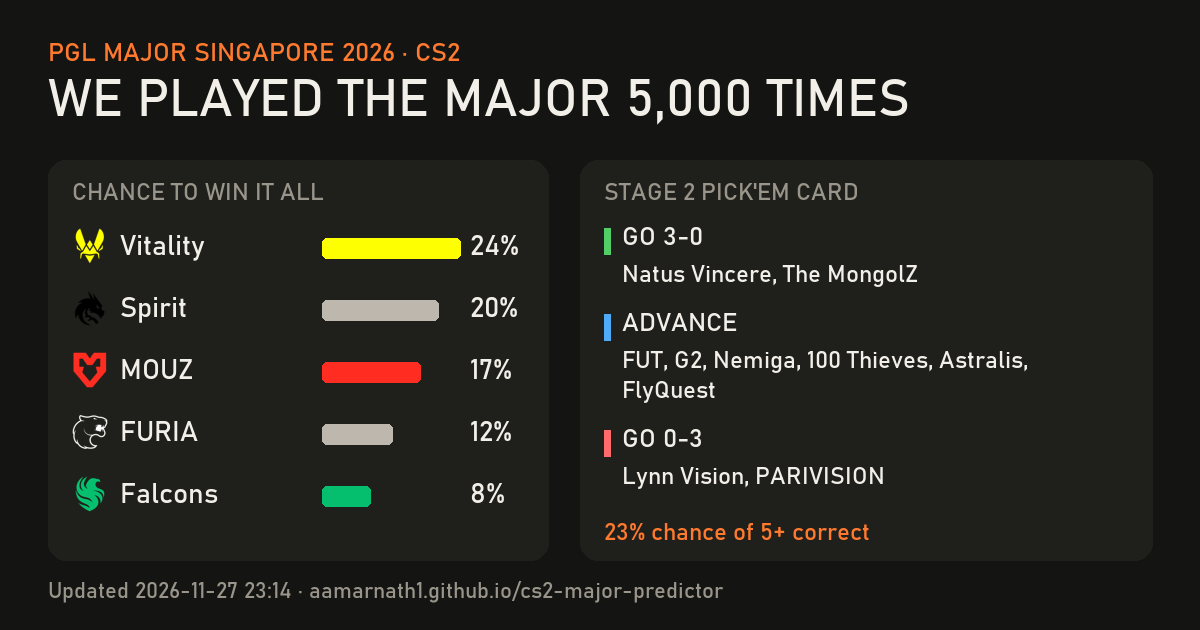 PGL MAJOR SINGAPORE 2026 · CS2
WE PLAYED THE MAJOR 5,000 TIMES
CHANCE TO WIN IT ALL
Vitality 24%
Spirit 20%
MOUZ 17%
FURIA 12%
Falcons 8%
STAGE 2 PICK'EM CARD
GO 3-0
Natus Vincere, The MongolZ
ADVANCE
FUT, G2, Nemiga, 100 Thieves, Astralis,
FlyQuest
GO 0-3
Lynn Vision, PARIVISION
23% chance of 5+ correct
Updated 2026-11-27 23:14 · aamarnath1.github.io/cs2-major-predictor